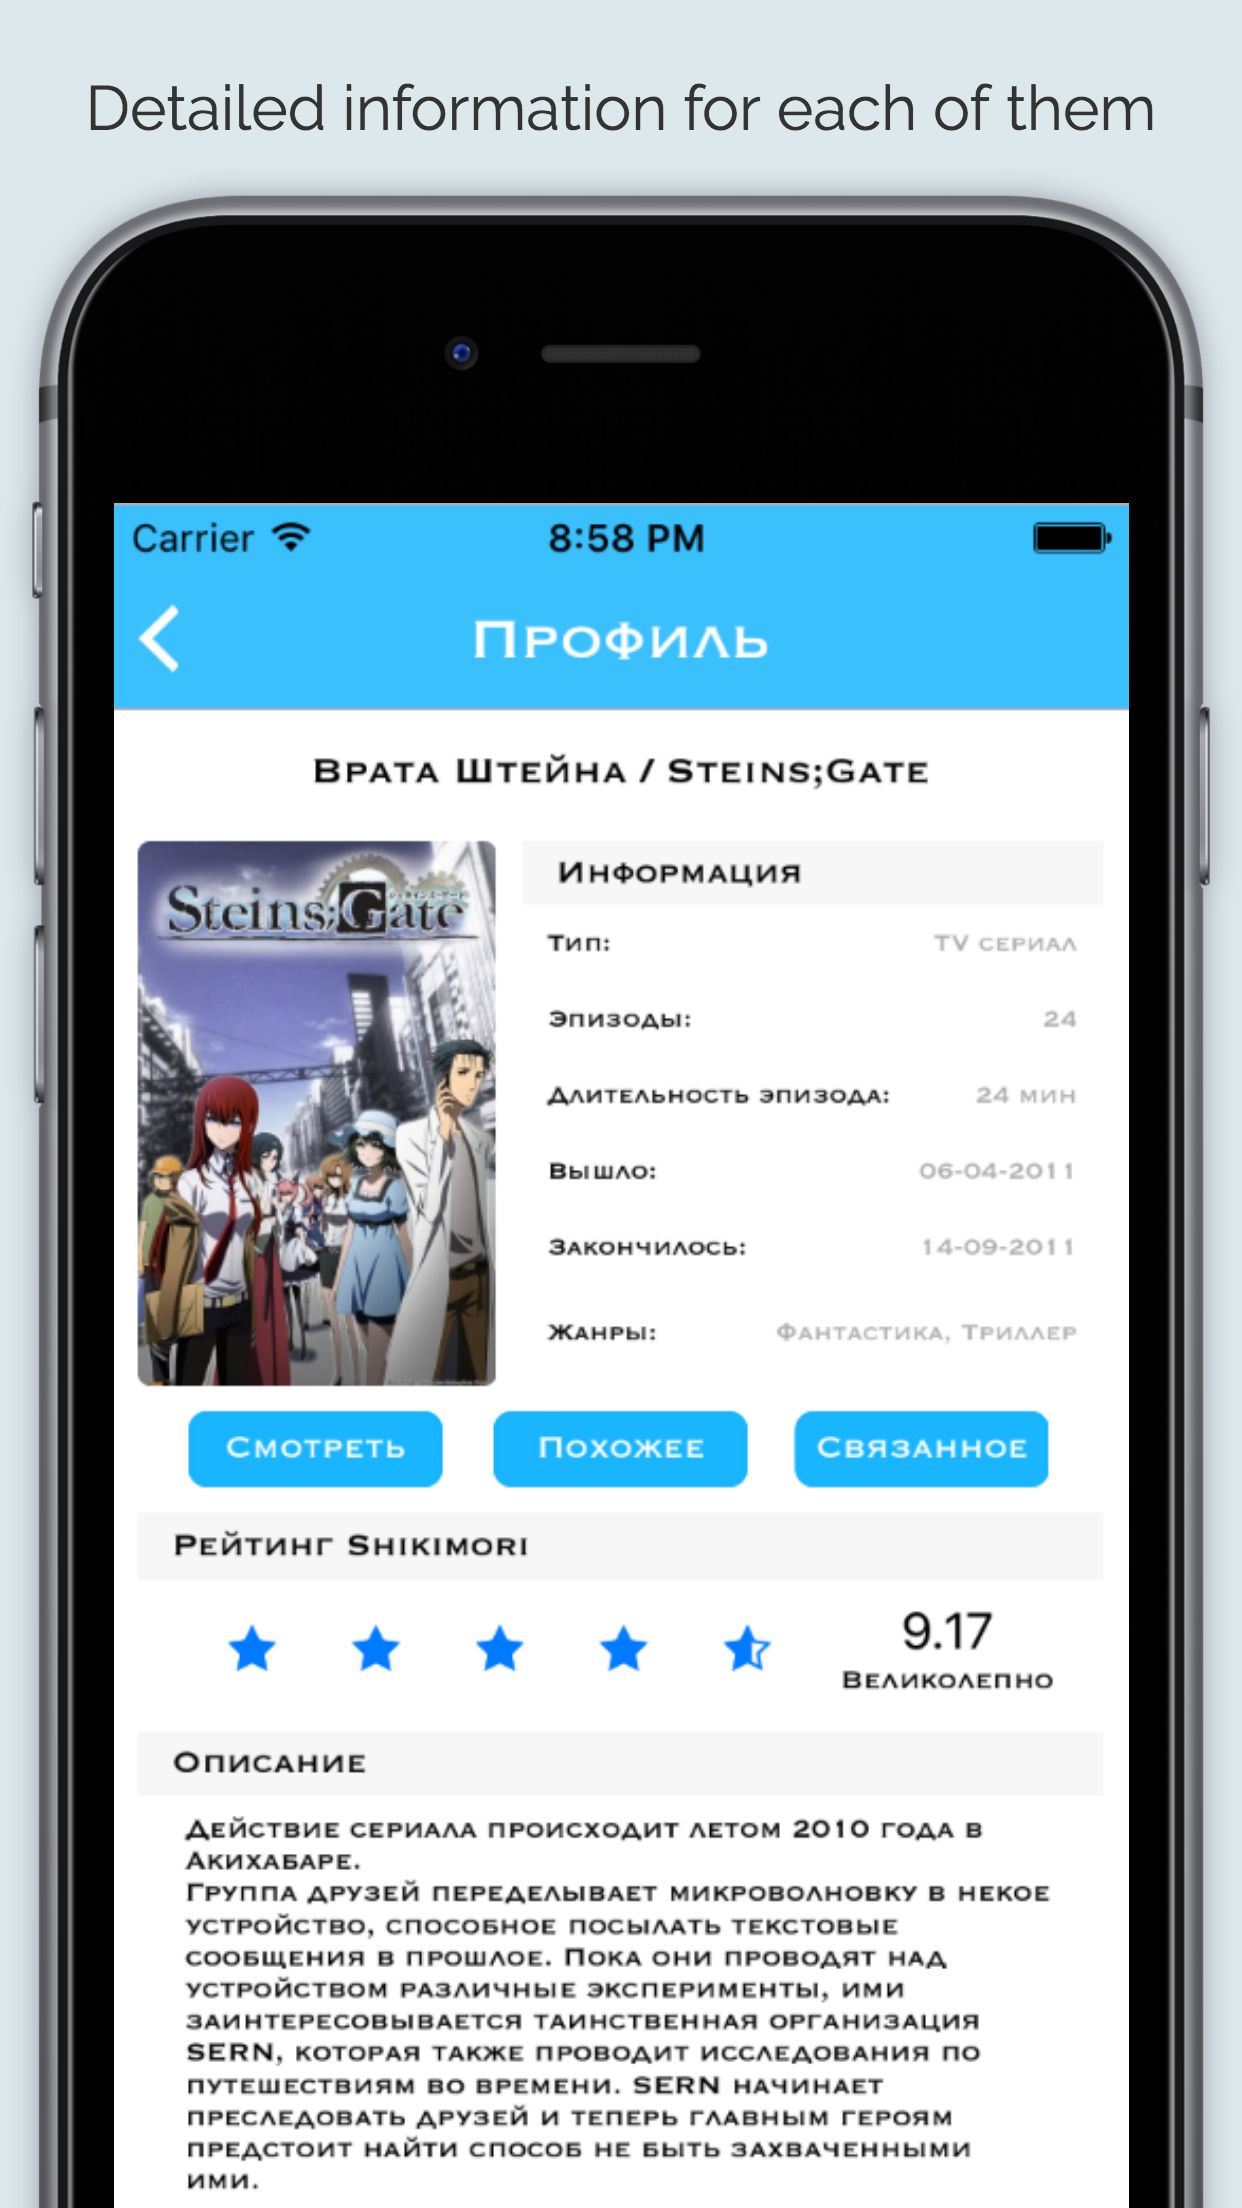 Detailed information for each of them
Carrier 8:58 PM
Профиль
Врата Штейна / Steins;Gate
Steins;Gate
Информация
Тип: TV сериал
Эпизоды: 24
Длительность эпизода: 24 мин
Вышло: 06-04-2011
Закончилось: 14-09-2011
Жанры: Фантастика, Триллер
Смотреть Похожее Связанное
Рейтинг Shikimori
9.17
Великолепно
Описание
Действие сериала происходит летом 2010 года в
Акихабаре.
Группа друзей переделывает микроволновку в некое
устройство, способное посылать текстовые
сообщения в прошлое. Пока они проводят над
устройством различные эксперименты, ими
заинтересовывается таинственная организация
SERN, которая также проводит исследования по
путешествиям во времени. SERN начинает
преследовать друзей и теперь главным героям
предстоит найти способ не быть захваченными
ими.